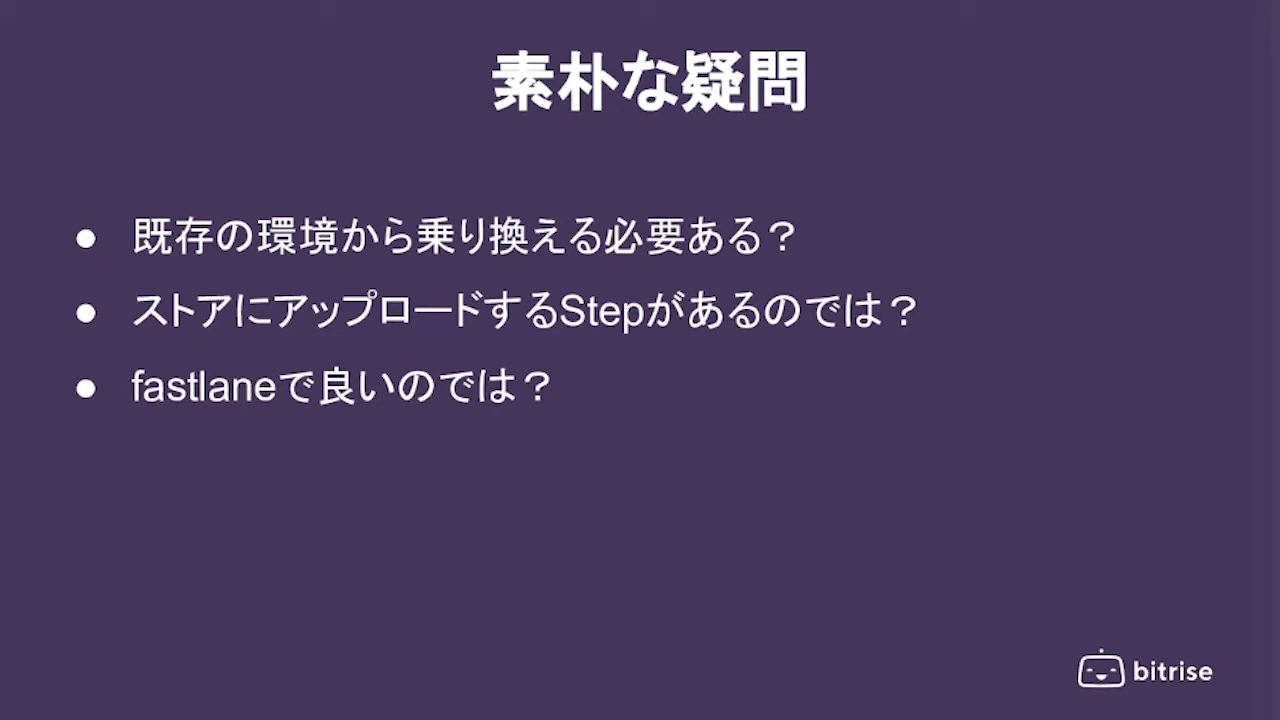 素朴な疑問
● 既存の環境から乗り換える必要ある？
● ストアにアップロードするStepがあるのでは？
● fastlaneで良いのでは？
bitrise